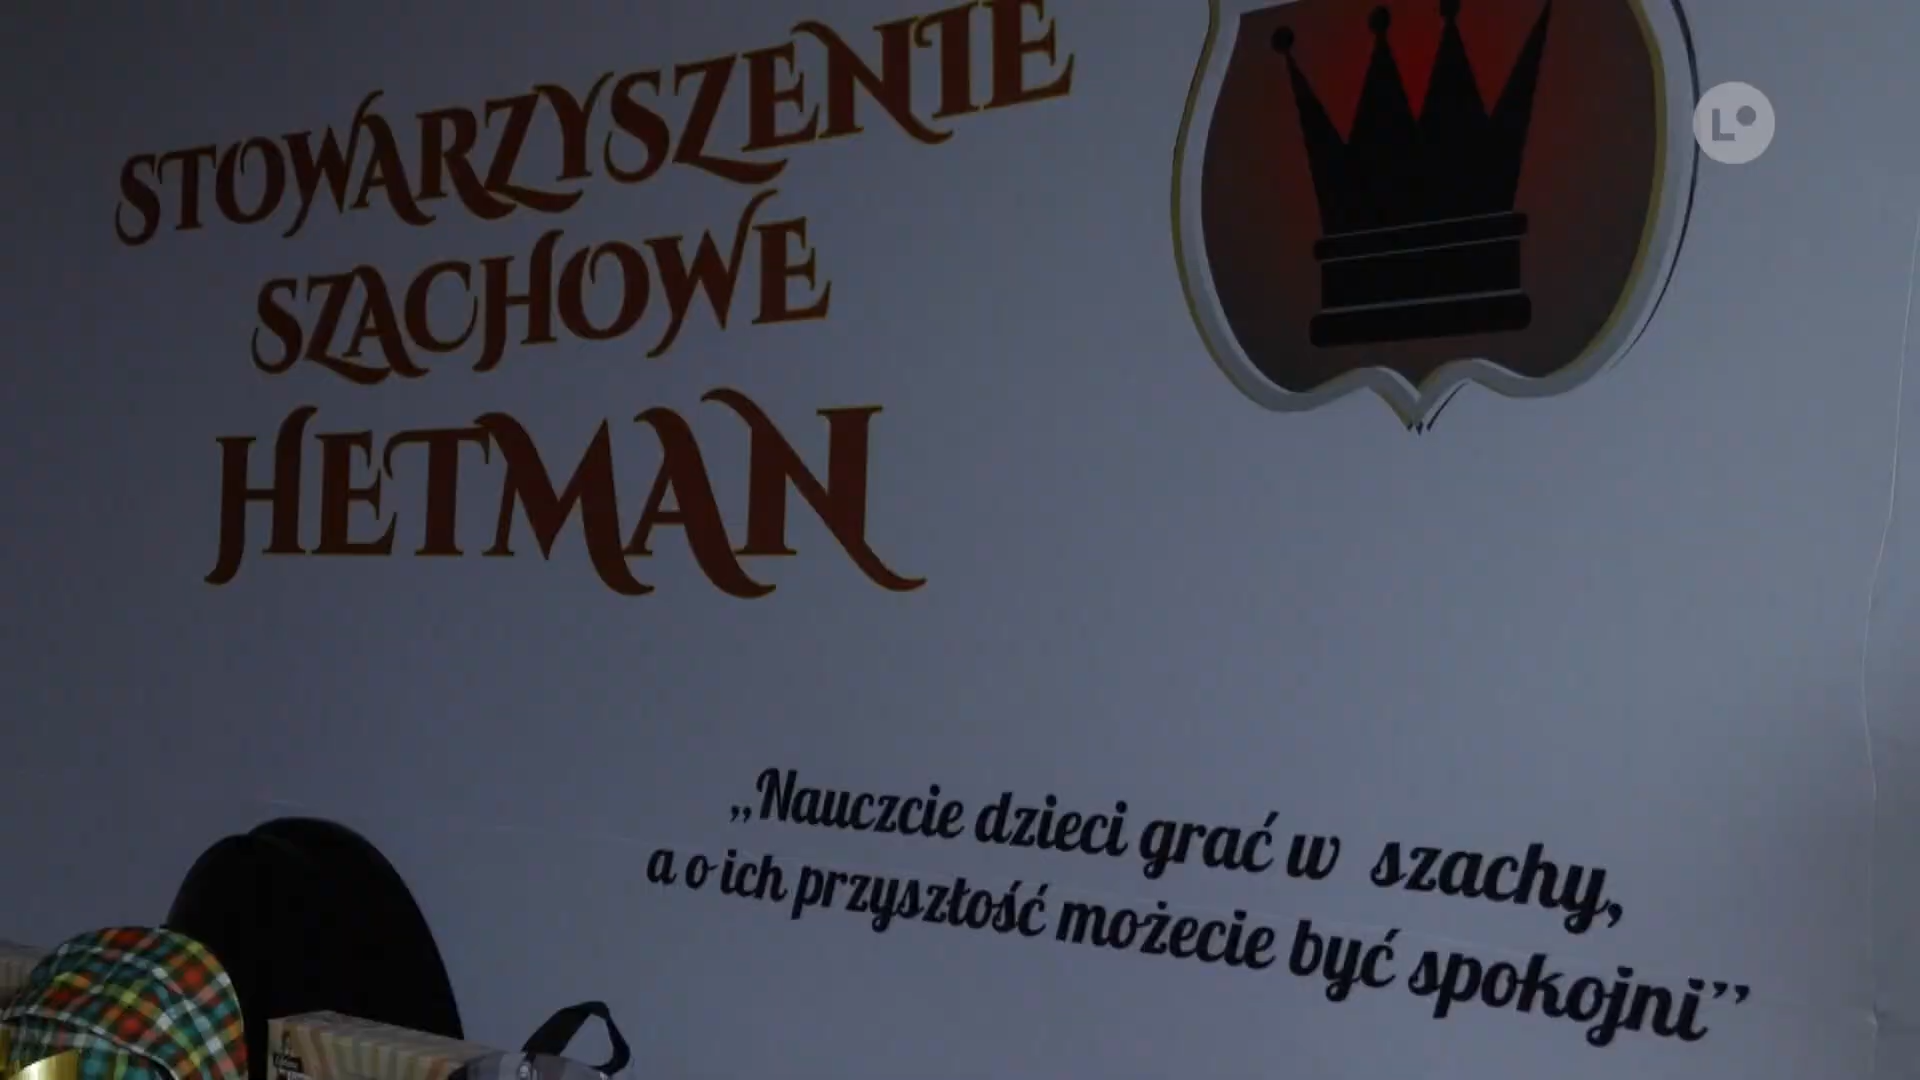 STOWARZYSZENIE
SZACHOWE
HETMAN
L
„Nauczcie dzieci grać w szachy,
a o ich przyszłość możecie być spokojni”